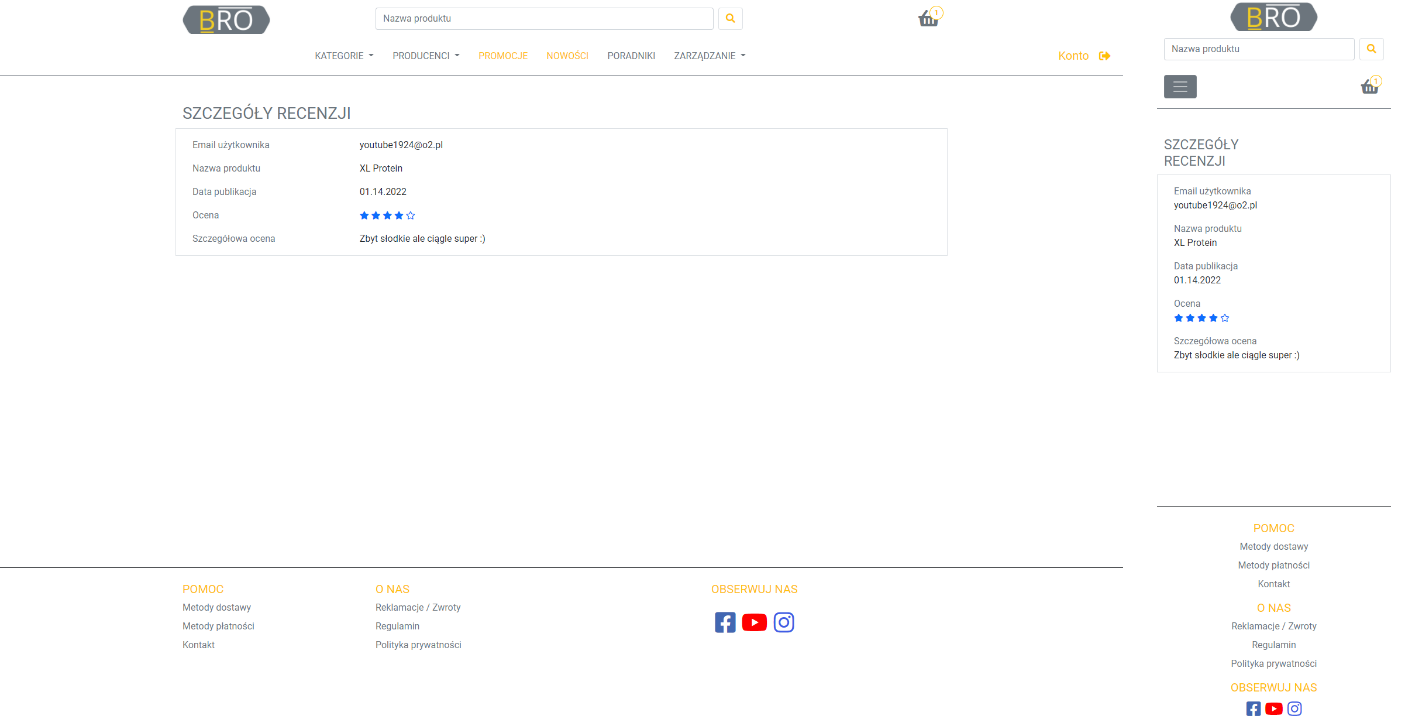 BRO
Nazwa produktu
1
KATEGORIE PRODUCENCI PROMOCJE NOWOŚCI PORADNIKI ZARZĄDZANIE Konto
SZCZEGÓŁY RECENZJI
Email użytkownika youtube1924@o2.pl
Nazwa produktu XL Protein
Data publikacja 01.14.2022
Ocena
Szczegółowa ocena Zbyt słodkie ale ciągle super :)
POMOC O NAS OBSERWUJ NAS
Metody dostawy Reklamacje / Zwroty
Metody płatności Regulamin
Kontakt Polityka prywatności
BRO
Nazwa produktu
1
SZCZEGÓŁY
RECENZJI
Email użytkownika
youtube1924@o2.pl
Nazwa produktu
XL Protein
Data publikacja
01.14.2022
Ocena
Szczegółowa ocena
Zbyt słodkie ale ciągle super :)
POMOC
Metody dostawy
Metody płatności
Kontakt
O NAS
Reklamacje / Zwroty
Regulamin
Polityka prywatności
OBSERWUJ NAS